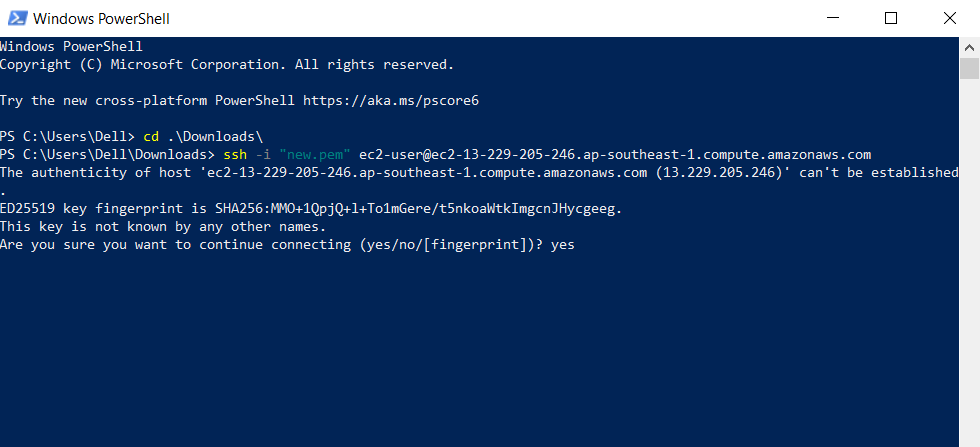 Windows PowerShell
Windows PowerShell
Copyright (C) Microsoft Corporation. All rights reserved.
Try the new cross-platform PowerShell https://aka.ms/pscore6
PS C:\Users\Dell> cd .\Downloads\
PS C:\Users\Dell\Downloads> ssh -i "new.pem" ec2-user@ec2-13-229-205-246.ap-southeast-1.compute.amazonaws.com
The authenticity of host 'ec2-13-229-205-246.ap-southeast-1.compute.amazonaws.com (13.229.205.246)' can't be established
.
ED25519 key fingerprint is SHA256:MMO+1QpjQ+l+To1mGere/t5nkoaWtkImgcnJHycgeeg.
This key is not known by any other names.
Are you sure you want to continue connecting (yes/no/[fingerprint])? yes